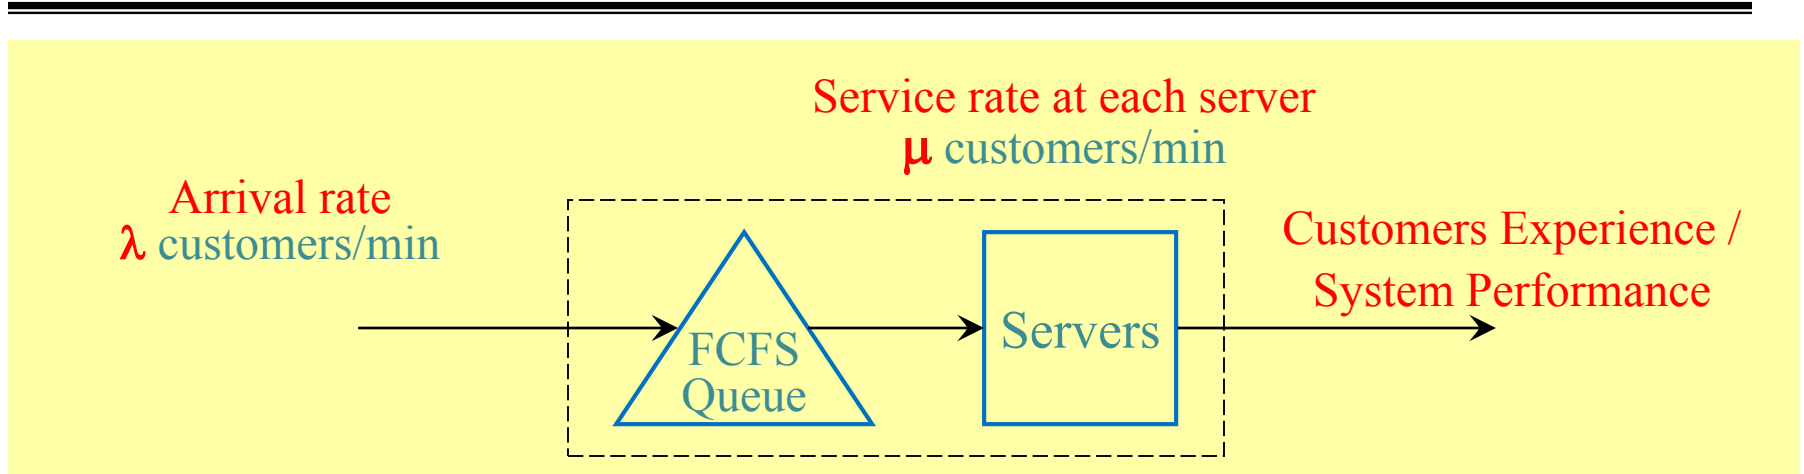 Service rate at each server
μ customers/min
Arrival rate
λ customers/min
Customers Experience /
System Performance
FCFS
Queue
Servers